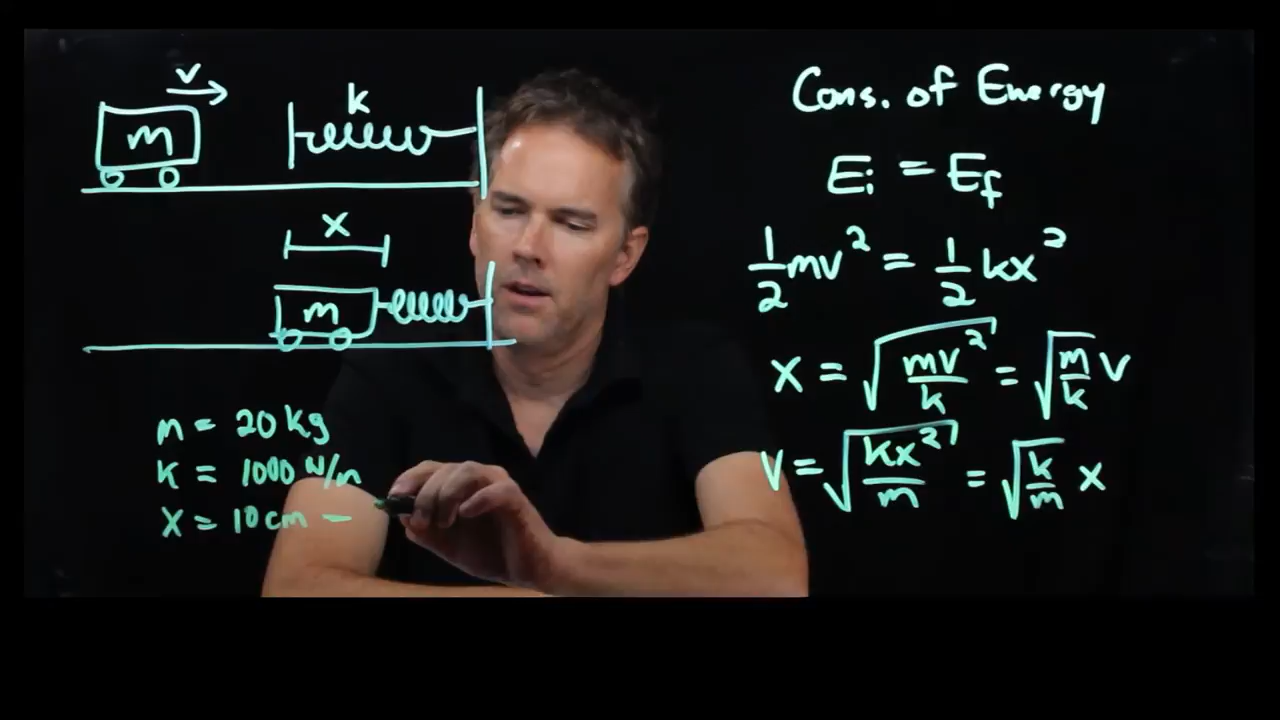 v
m
k
x
m
m = 20 kg
k = 1000 N/m
x = 10 cm –
Cons. of Energy
Ei = Ef
1/2 mv² = 1/2 kx²
x = √(mv²/k) = √(m/k) v
v = √(kx²/m) = √(k/m) x